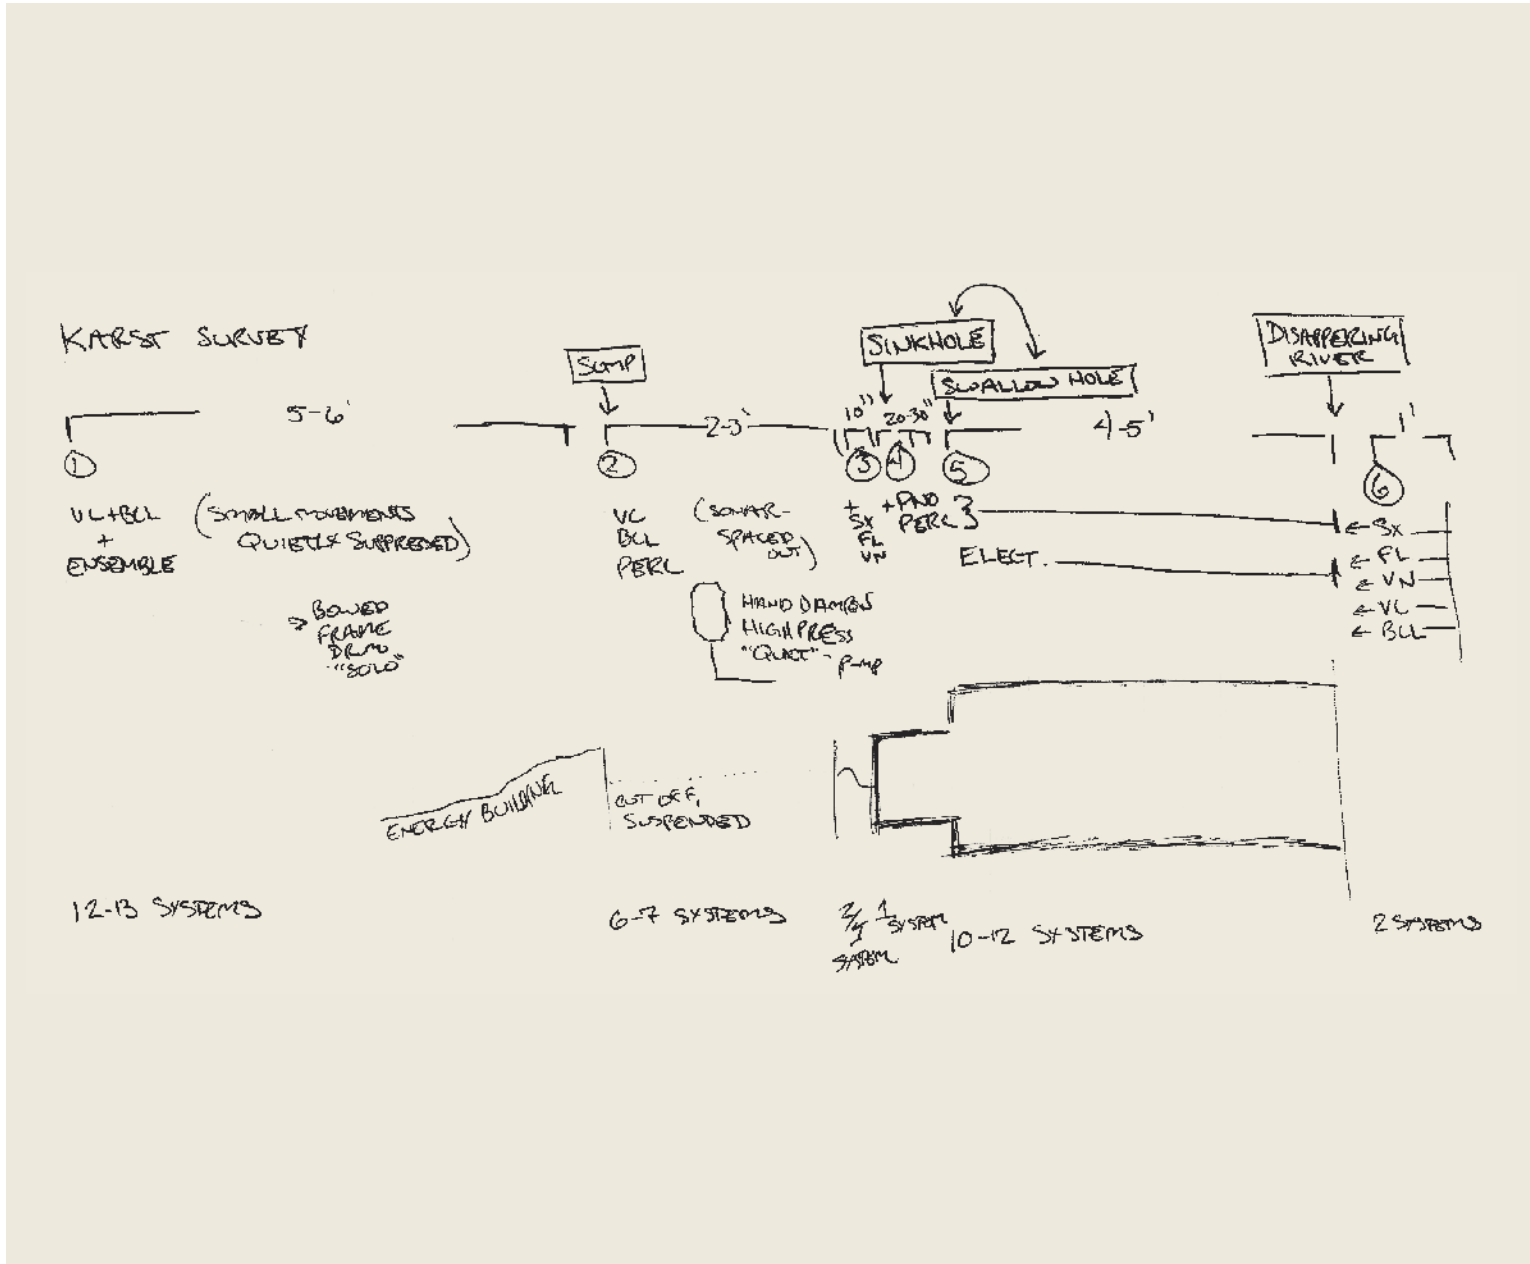 KARST SURVEY
SUMP
SINKHOLE
SWALLOW HOLE
DISAPPERING
RIVER
5-6'
2-3'
10"
20-30"
4-5'
1'
1
2
3
4
5
6
VC+BCL
+
ENSEMBLE
(SMALL MOVEMENTS
QUIETLY SUPPRESED)
→ BOWED
FRAME
DRUM
"SOLO"
VC
BCL
PERC
(SONAR-
SPACED
OUT)
HAND DAMPEN
HIGH PRESS
"QUIET"-
+
SX
FL
VN
+PNO
PERC }
ELECT.
← SX
← FL
← VN
← VC
← BCL
ENERGY BUILDING
CUT OFF,
SUSPENDED
12-13 SYSTEMS
6-7 SYSTEMS
SYSTEM
1
SYSTEM
10-12 SYSTEMS
2 SYSTEMS